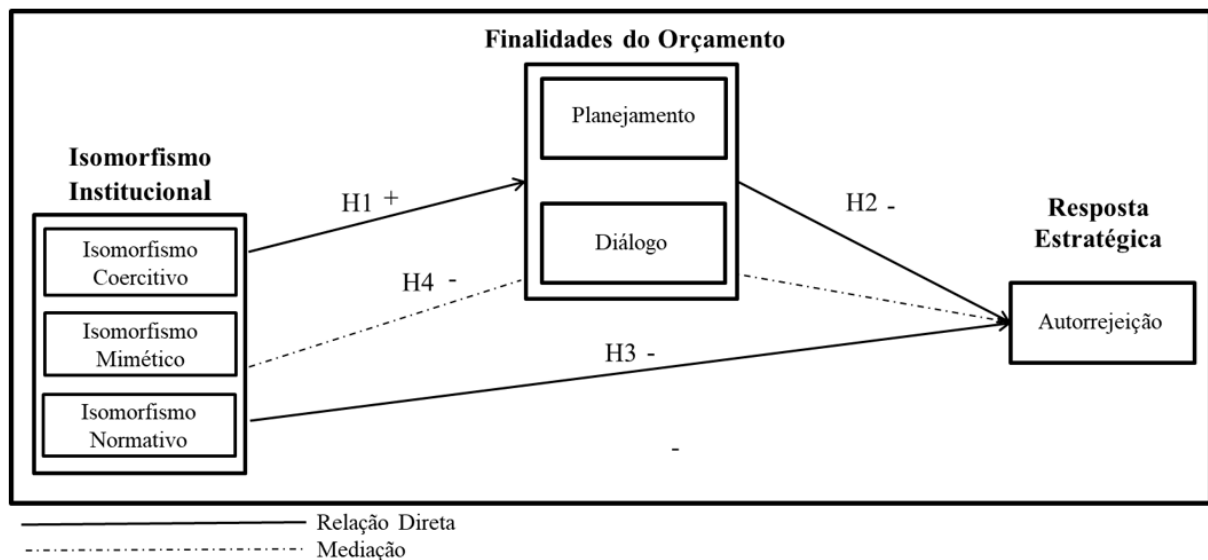 Finalidades do Orçamento
Planejamento
Diálogo
Isomorfismo
Institucional
Isomorfismo
Coercitivo
Isomorfismo
Mimético
Isomorfismo
Normativo
H1 +
H2 -
H4 -
H3 -
-
Resposta
Estratégica
Autorrejeição
Relação Direta
Mediação